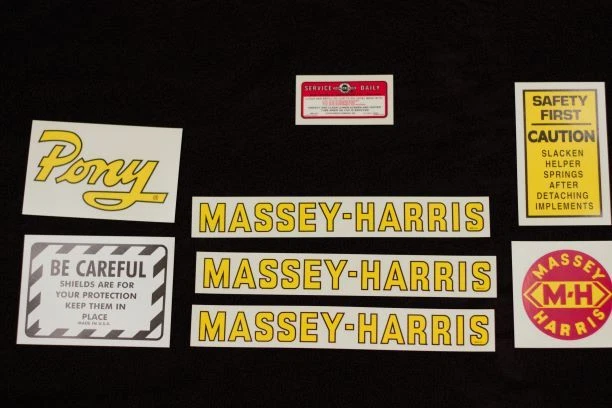 SERVICE DAILY
Pony
®
SAFETY
FIRST
CAUTION
SLACKEN
HELPER
SPRINGS
AFTER
DETACHING
IMPLEMENTS
MASSEY-HARRIS
MASSEY-HARRIS
MASSEY-HARRIS
BE CAREFUL
SHIELDS ARE FOR
YOUR PROTECTION
KEEP THEM IN
PLACE
MADE IN U.S.A.
MASSEY
M-H
HARRIS